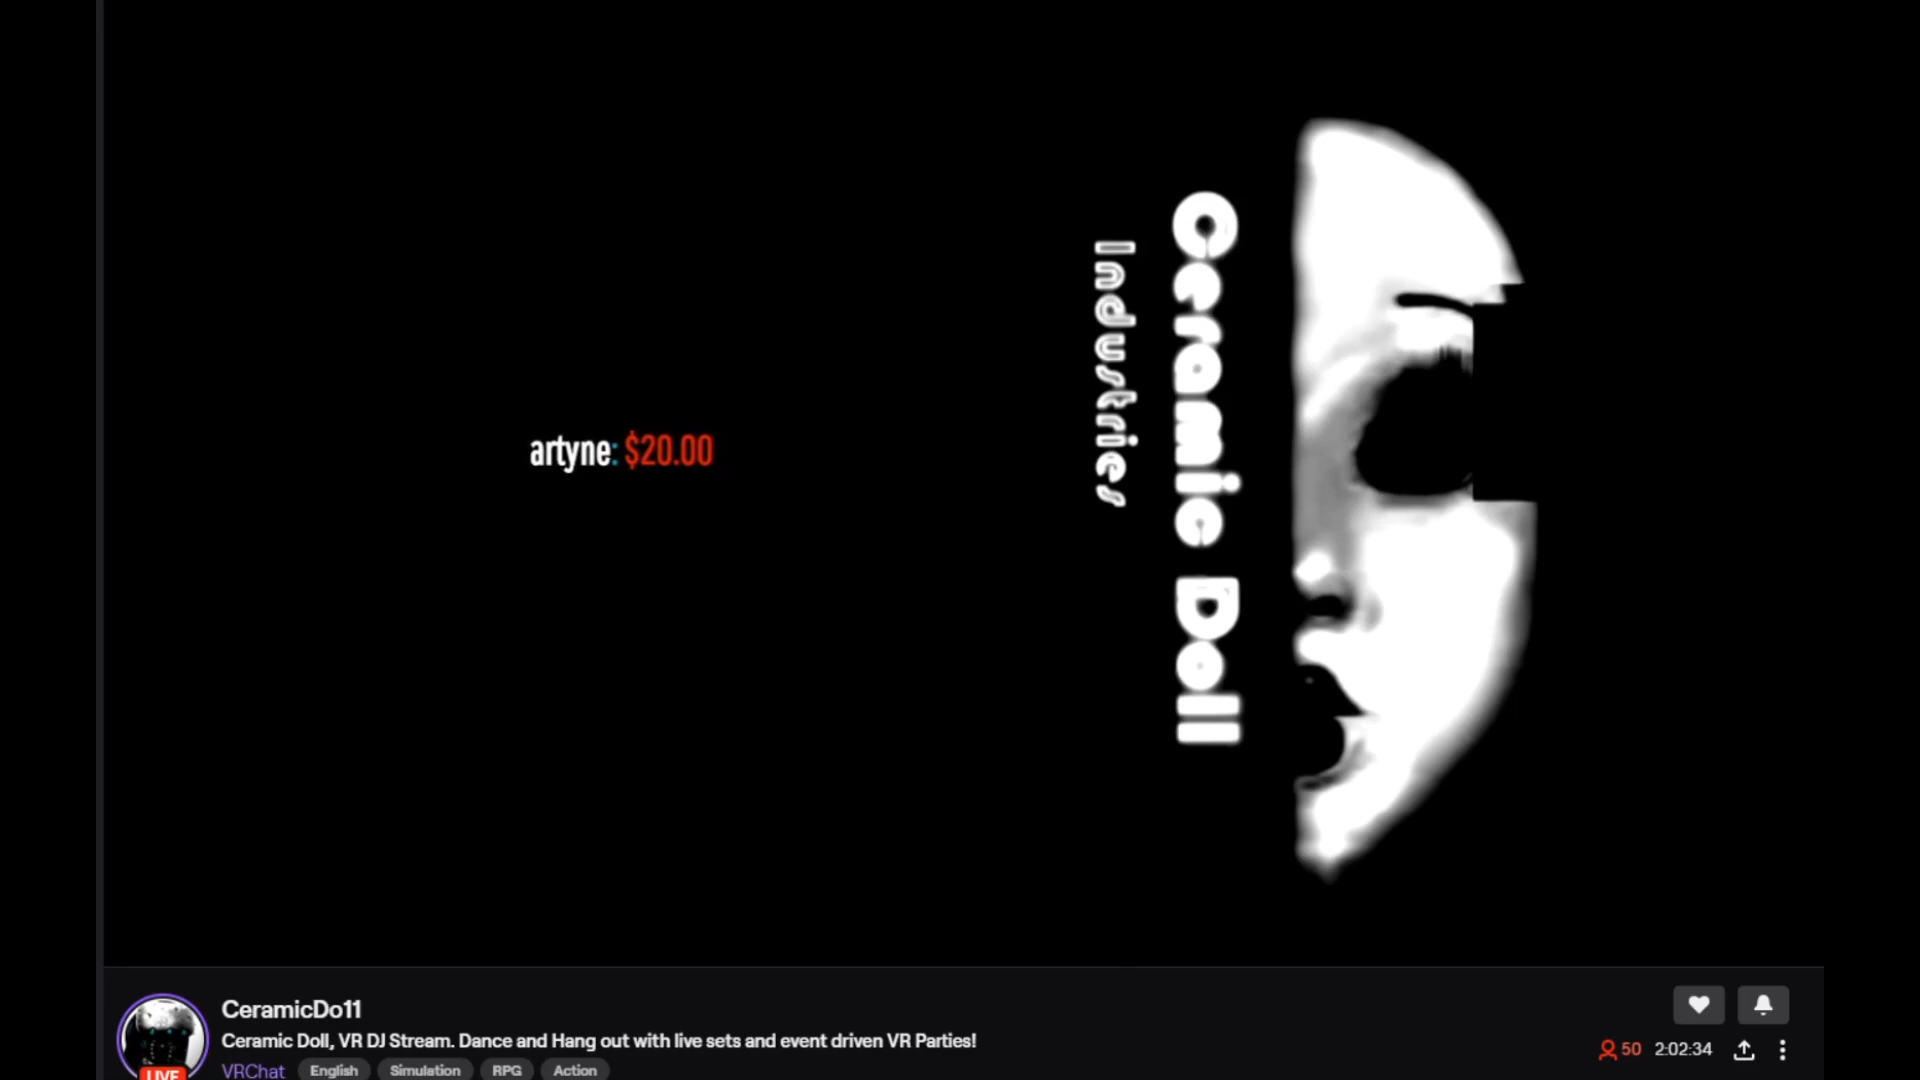 artyne: $20.00
Ceramic Doll
Industries
CeramicDo11
Ceramic Doll, VR DJ Stream. Dance and Hang out with live sets and event driven VR Parties!
50 2:02:34
LIVE
VRChat English Simulation RPG Action